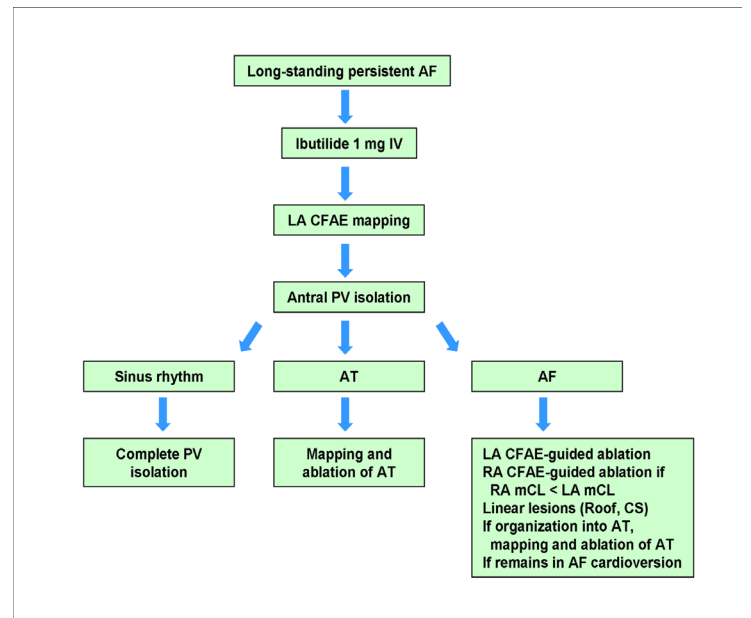 Long-standing persistent AF
Ibutilide 1 mg IV
LA CFAE mapping
Antral PV isolation
Sinus rhythm
AT
AF
Complete PV
isolation
Mapping and
ablation of AT
LA CFAE-guided ablation
RA CFAE-guided ablation if
RA mCL < LA mCL
Linear lesions (Roof, CS)
If organization into AT,
mapping and ablation of AT
If remains in AF cardioversion